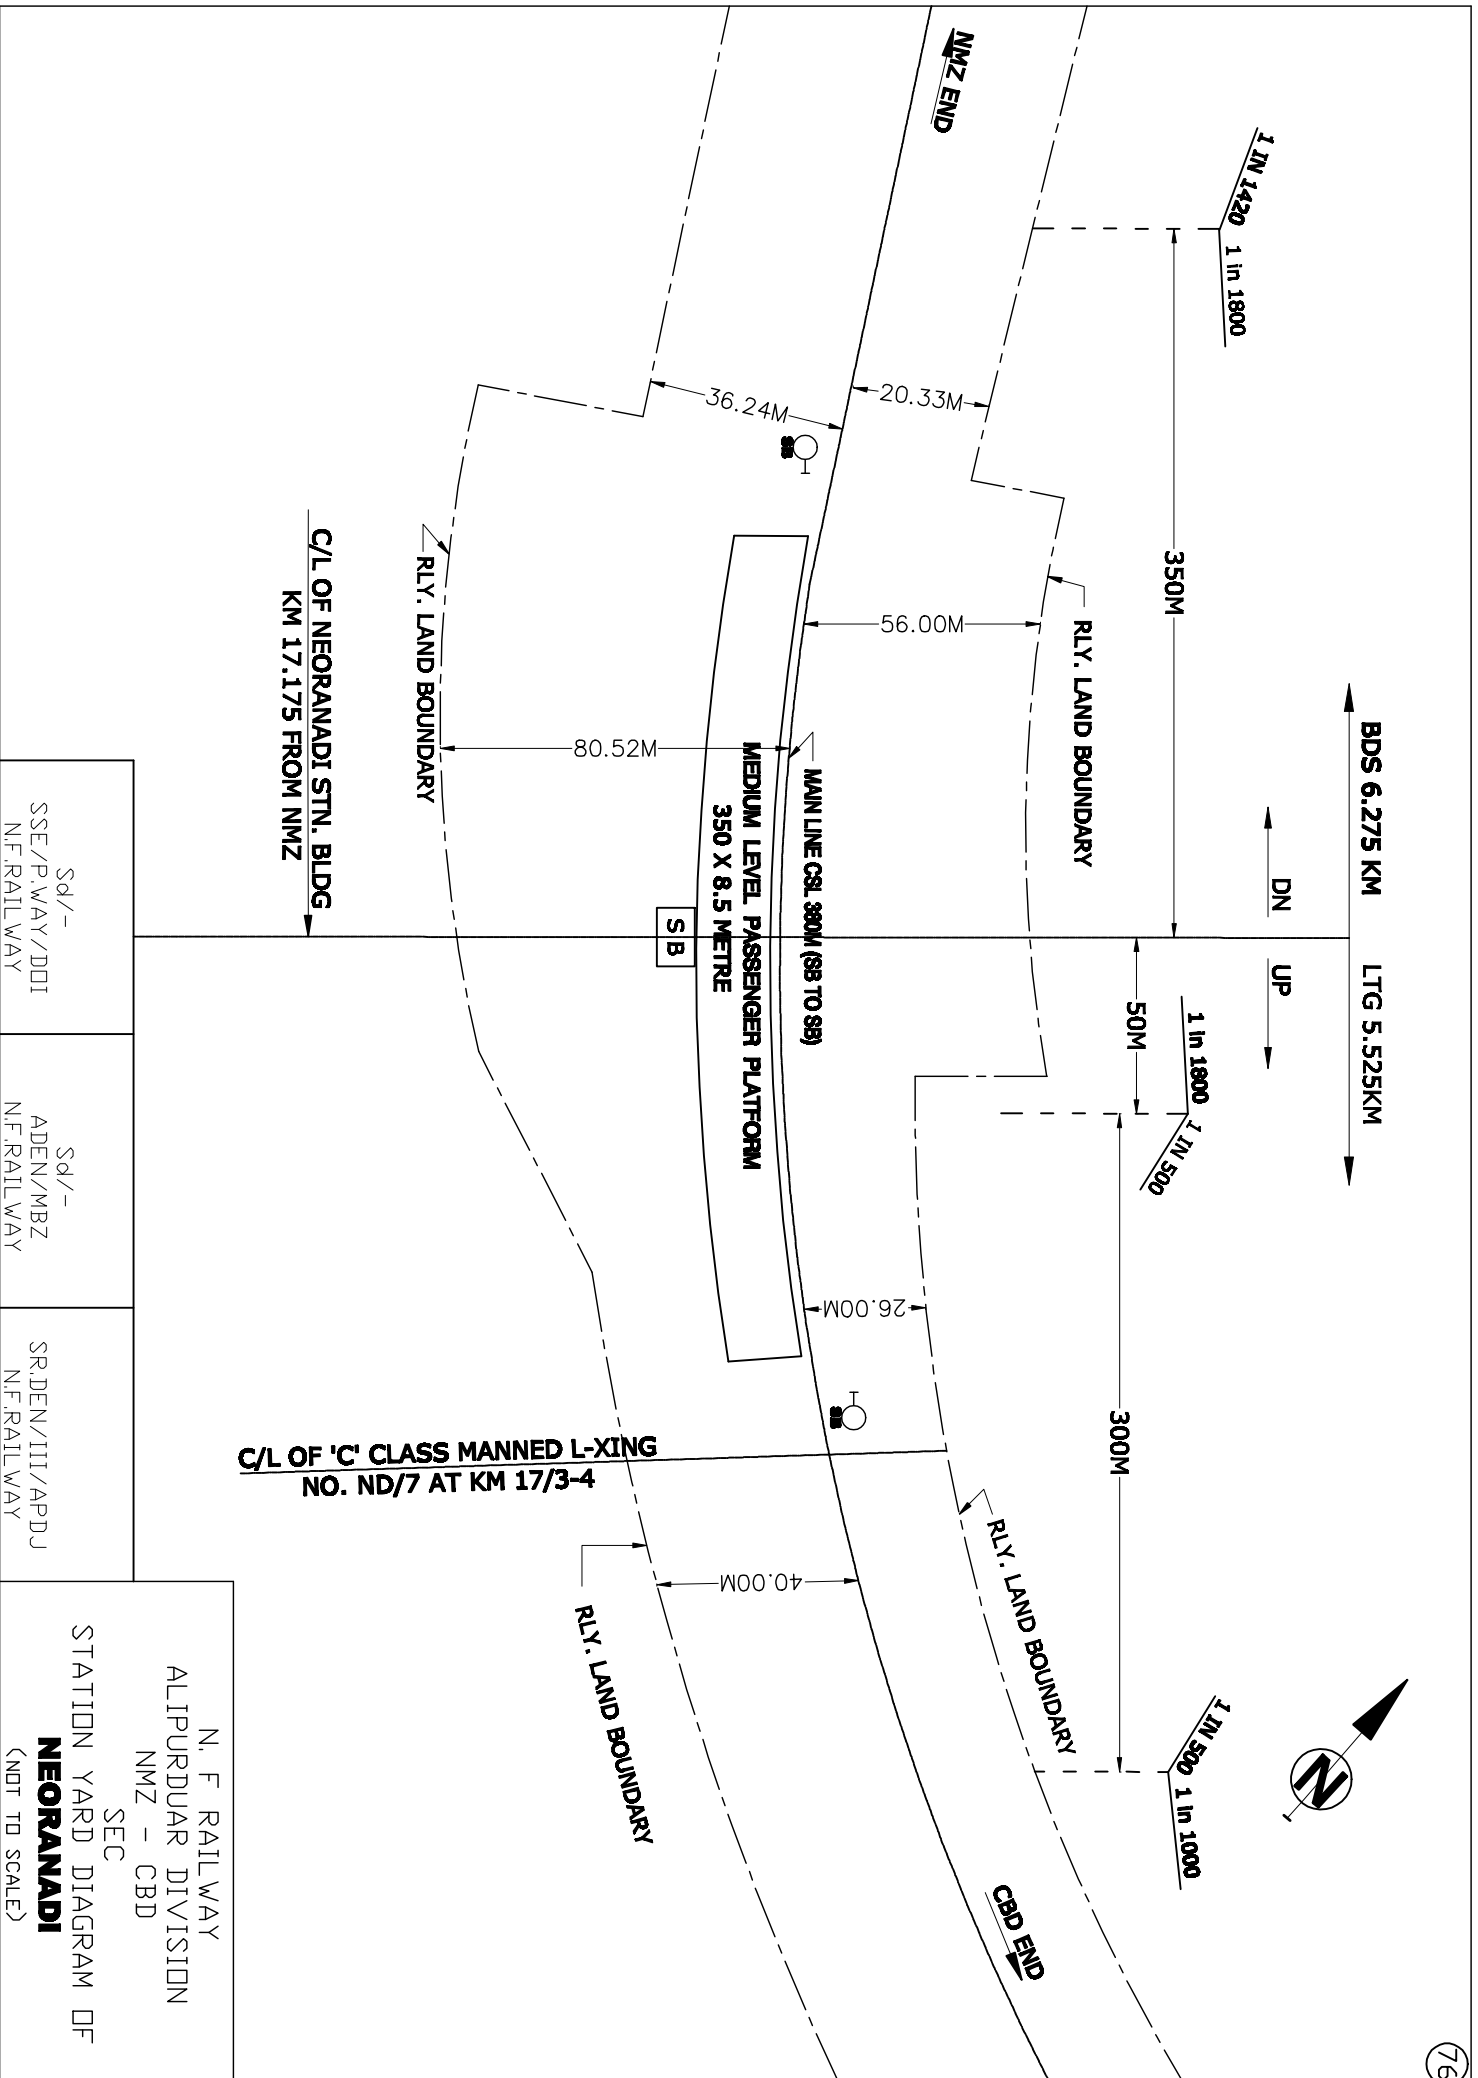 76
BDS 6.275 KM
LTG 5.525KM
DN
UP
1 IN 1420
1 in 1800
350M
50M
1 in 1800
1 IN 500
300M
1 IN 500
1 in 1000
N
NMZ END
20.33M
36.24M
SB
RLY. LAND BOUNDARY
56.00M
MAIN LINE CSL 380M (SB TO SB)
MEDIUM LEVEL PASSENGER PLATFORM
350 X 8.5 METRE
S B
80.52M
RLY. LAND BOUNDARY
26.00M
SB
RLY. LAND BOUNDARY
CBD END
40.00M
RLY. LAND BOUNDARY
C/L OF NEORANADI STN. BLDG
KM 17.175 FROM NMZ
C/L OF 'C' CLASS MANNED L-XING
NO. ND/7 AT KM 17/3-4
Sd/-
SSE/P.WAY/DOI
N.F.RAILWAY
Sd/-
ADEN/MBZ
N.F.RAILWAY
SR.DEN/III/APDJ
N.F.RAILWAY
N. F RAILWAY
ALIPURDUAR DIVISION
NMZ - CBD
SEC
STATION YARD DIAGRAM OF
NEORANADI
(NOT TO SCALE)